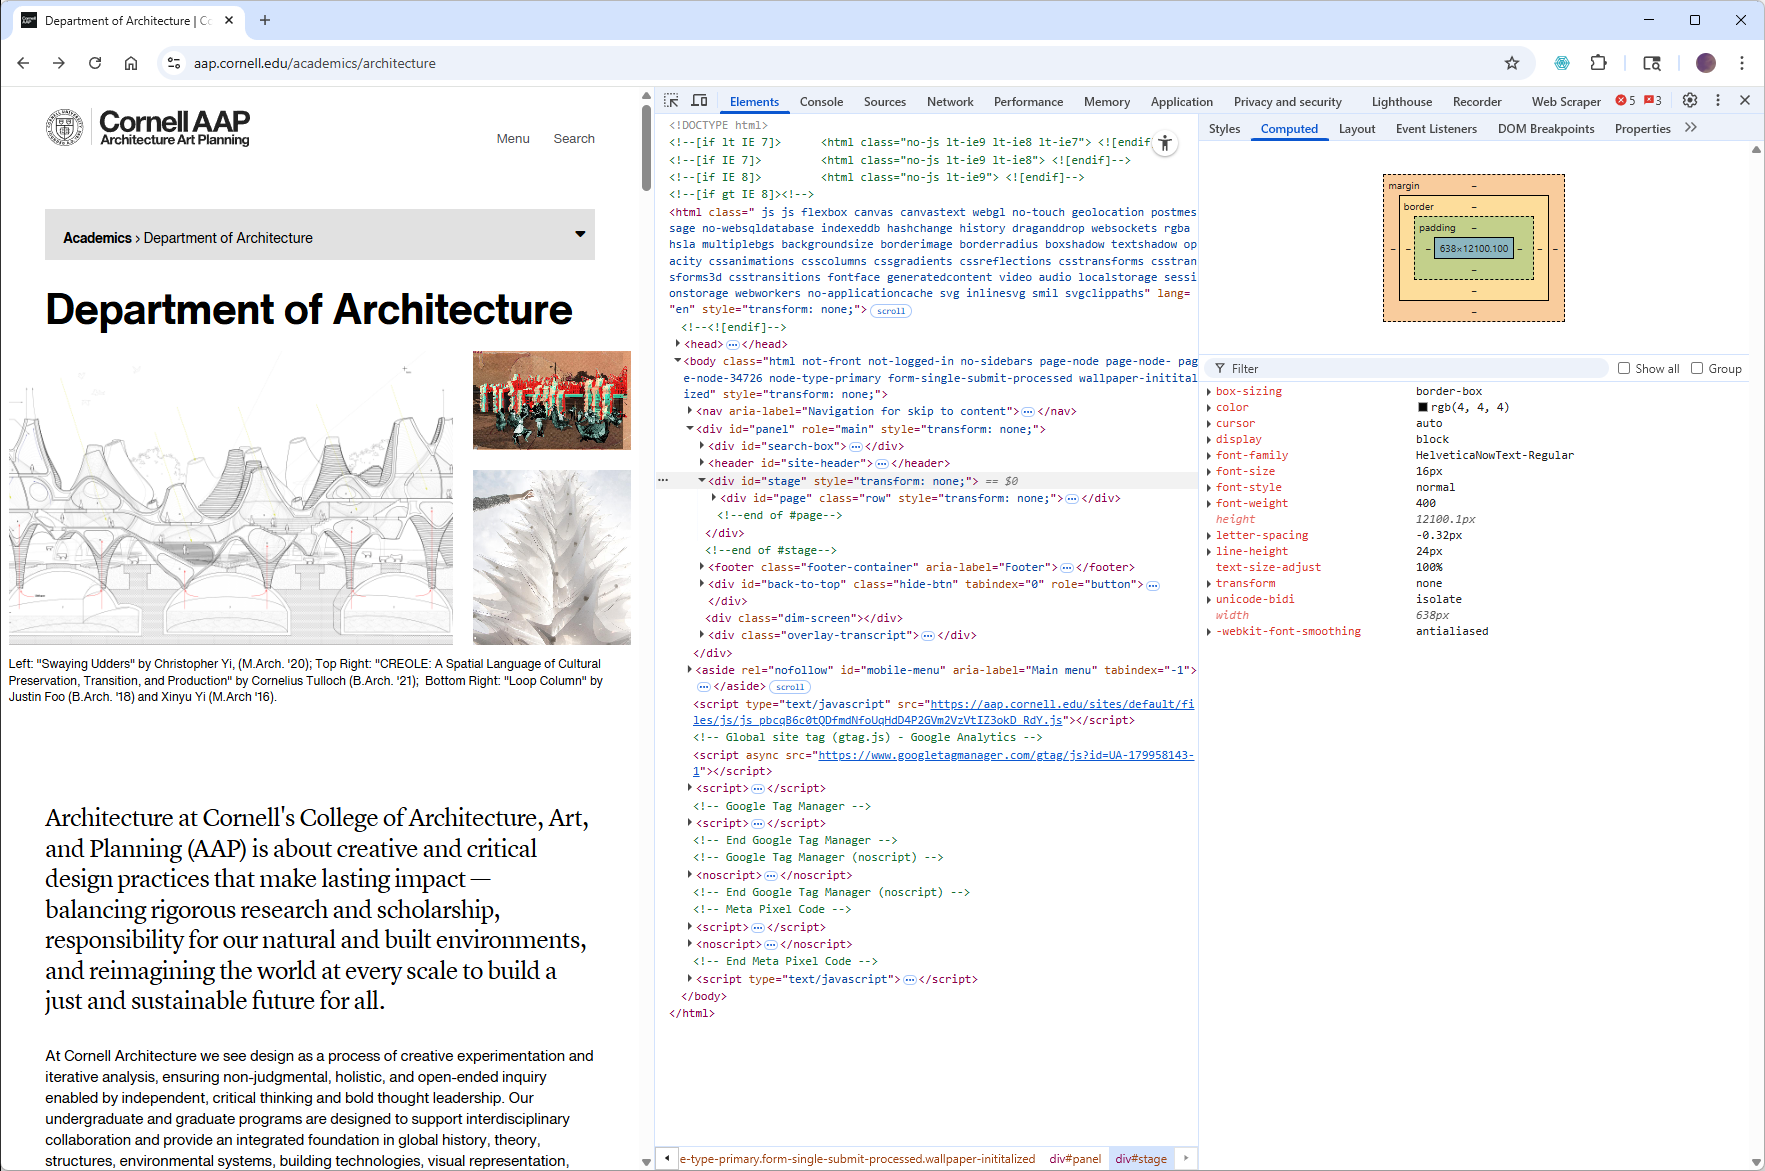 Department of Architecture | Co
aap.cornell.edu/academics/architecture
Cornell AAP
Architecture Art Planning
Menu
Search
Academics › Department of Architecture
Department of Architecture
Left: "Swaying Udders" by Christopher Yi, (M.Arch. '20); Top Right: "CREOLE: A Spatial Language of Cultural
Preservation, Transition, and Production" by Cornelius Tulloch (B.Arch. '21);  Bottom Right: "Loop Column" by
Justin Foo (B.Arch. '18) and Xinyu Yi (M.Arch '16).
Architecture at Cornell's College of Architecture, Art,
and Planning (AAP) is about creative and critical
design practices that make lasting impact —
balancing rigorous research and scholarship,
responsibility for our natural and built environments,
and reimagining the world at every scale to build a
just and sustainable future for all.
At Cornell Architecture we see design as a process of creative experimentation and
iterative analysis, ensuring non-judgmental, holistic, and open-ended inquiry
enabled by independent, critical thinking and bold thought leadership. Our
undergraduate and graduate programs are designed to support interdisciplinary
collaboration and provide an integrated foundation in global history, theory,
structures, environmental systems, building technologies, visual representation,
Elements Console Sources Network Performance Memory Application Privacy and security Lighthouse Recorder Web Scraper 5 3
<!DOCTYPE html>
<!--[if lt IE 7]>      <html class="no-js lt-ie9 lt-ie8 lt-ie7"> <![endif
<!--[if IE 7]>         <html class="no-js lt-ie9 lt-ie8"> <![endif]-->
<!--[if IE 8]>         <html class="no-js lt-ie9"> <![endif]-->
<!--[if gt IE 8]><!-->
<html class=" js js flexbox canvas canvastext webgl no-touch geolocation postmes
sage no-websqldatabase indexeddb hashchange history draganddrop websockets rgba
hsla multiplebgs backgroundsize borderimage borderradius boxshadow textshadow op
acity cssanimations csscolumns cssgradients cssreflections csstransforms csstran
sforms3d csstransitions fontface generatedcontent video audio localstorage sessi
onstorage webworkers no-applicationcache svg inlinesvg smil svgclippaths" lang=
"en" style="transform: none;"> scroll
<!--<![endif]-->
<head> … </head>
<body class="html not-front not-logged-in no-sidebars page-node page-node- pag
e-node-34726 node-type-primary form-single-submit-processed wallpaper-initital
ized" style="transform: none;">
<nav aria-label="Navigation for skip to content"> … </nav>
<div id="panel" role="main" style="transform: none;">
<div id="search-box"> … </div>
<header id="site-header"> … </header>
… <div id="stage" style="transform: none;"> == $0
<div id="page" class="row" style="transform: none;"> … </div>
<!--end of #page-->
</div>
<!--end of #stage-->
<footer class="footer-container" aria-label="Footer"> … </footer>
<div id="back-to-top" class="hide-btn" tabindex="0" role="button"> …
</div>
<div class="dim-screen"></div>
<div class="overlay-transcript"> … </div>
</div>
<aside rel="nofollow" id="mobile-menu" aria-label="Main menu" tabindex="-1">
… </aside> scroll
<script type="text/javascript" src="https://aap.cornell.edu/sites/default/fi
les/js/js_pbcqB6c0tQDfmdNfoUqHdD4P2GVm2VzVtIZ3okD_RdY.js"></script>
<!-- Global site tag (gtag.js) - Google Analytics -->
<script async src="https://www.googletagmanager.com/gtag/js?id=UA-179958143-
1"></script>
<script> … </script>
<!-- Google Tag Manager -->
<script> … </script>
<!-- End Google Tag Manager -->
<!-- Google Tag Manager (noscript) -->
<noscript> … </noscript>
<!-- End Google Tag Manager (noscript) -->
<!-- Meta Pixel Code -->
<script> … </script>
<noscript> … </noscript>
<!-- End Meta Pixel Code -->
<script type="text/javascript"> … </script>
</body>
</html>
e-type-primary.form-single-submit-processed.wallpaper-inititalized div#panel div#stage
Styles Computed Layout Event Listeners DOM Breakpoints Properties
margin –
border –
padding –
– – – 638×12100.100 – – –
–
–
–
Filter Show all Group
box-sizing border-box
color rgb(4, 4, 4)
cursor auto
display block
font-family HelveticaNowText-Regular
font-size 16px
font-style normal
font-weight 400
height 12100.1px
letter-spacing -0.32px
line-height 24px
text-size-adjust 100%
transform none
unicode-bidi isolate
width 638px
-webkit-font-smoothing antialiased